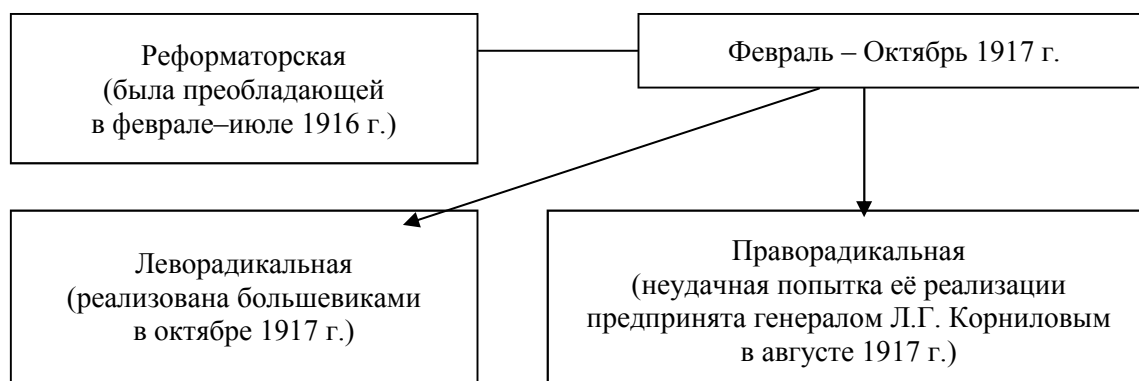 Реформаторская
(была преобладающей
в феврале–июле 1916 г.)
Февраль – Октябрь 1917 г.
Леворадикальная
(реализована большевиками
в октябре 1917 г.)
Праворадикальная
(неудачная попытка её реализации
предпринята генералом Л.Г. Корниловым
в августе 1917 г.)